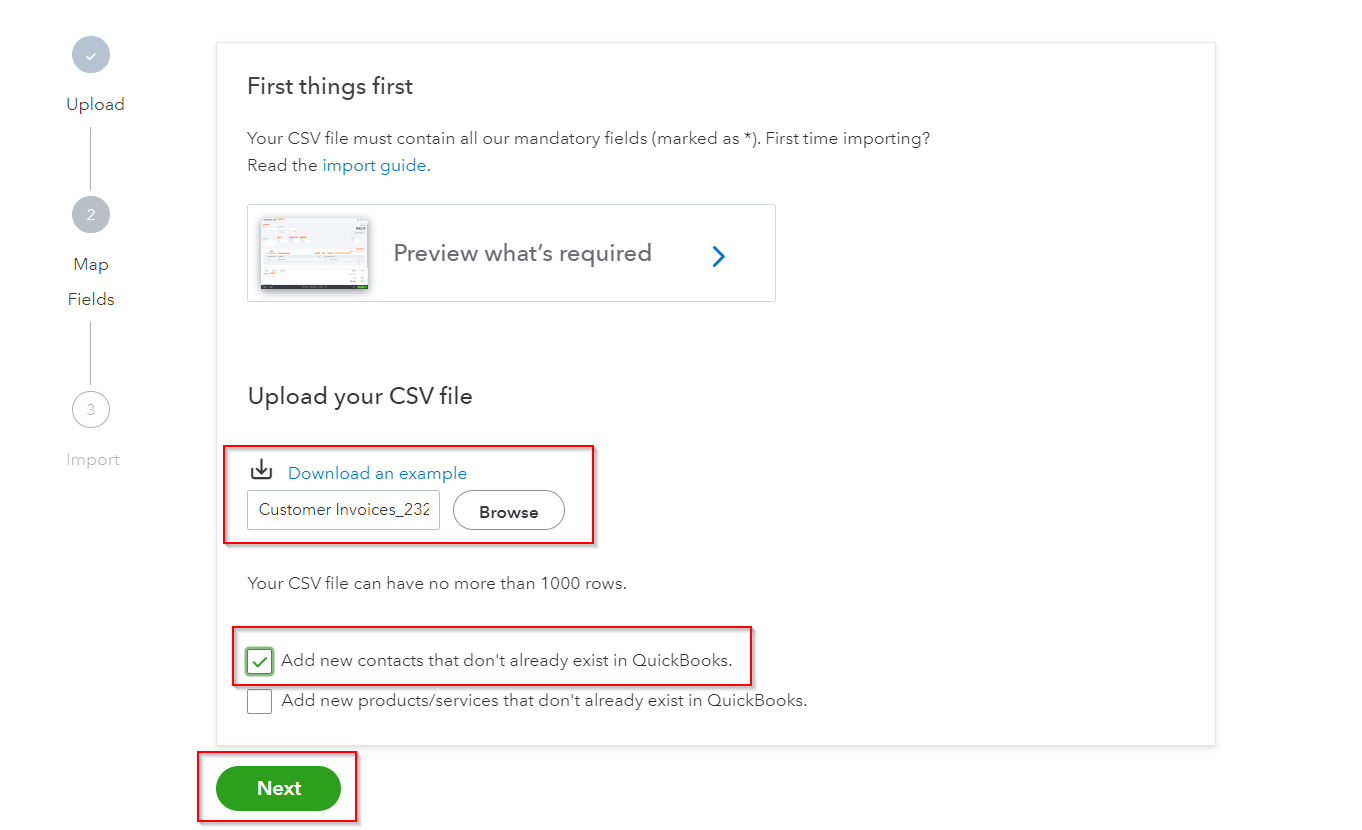 Upload
2
Map
Fields
3
Import
First things first
Your CSV file must contain all our mandatory fields (marked as *). First time importing?
Read the import guide.
Preview what’s required
Upload your CSV file
Download an example
Customer Invoices_232
Browse
Your CSV file can have no more than 1000 rows.
Add new contacts that don't already exist in QuickBooks.
Add new products/services that don't already exist in QuickBooks.
Next